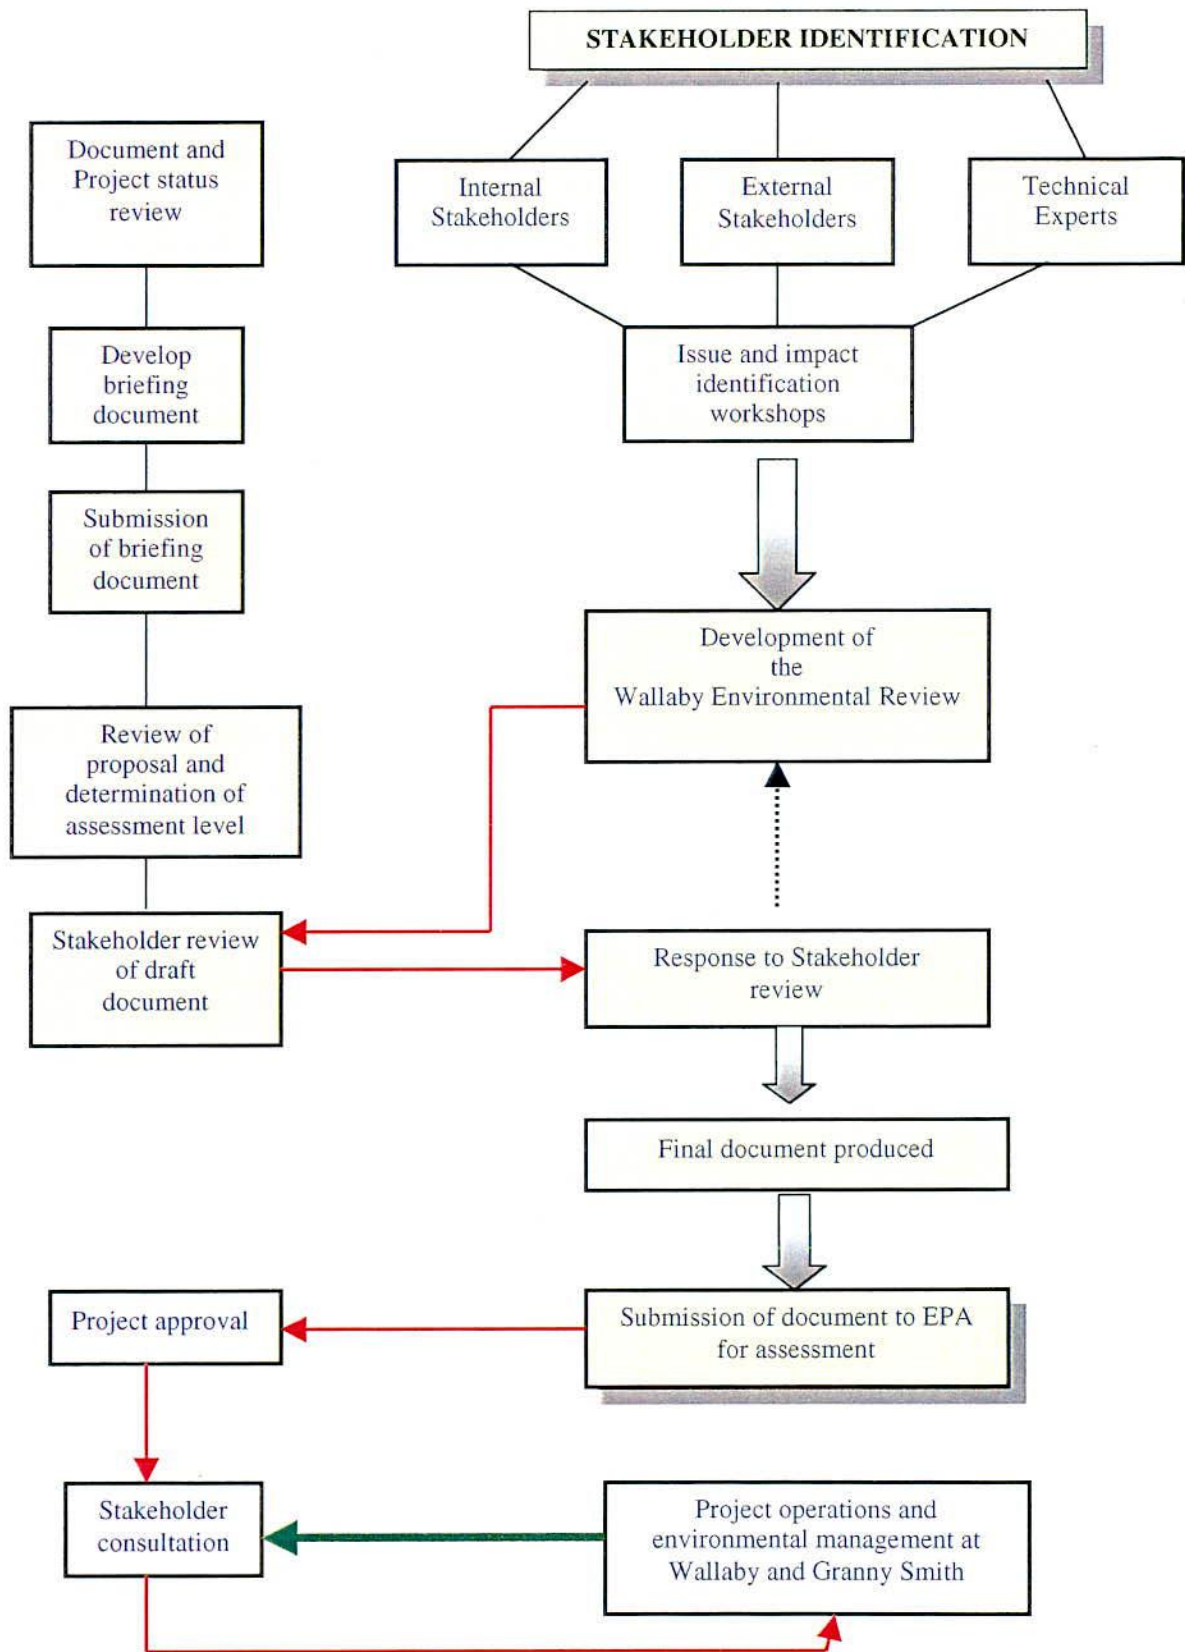 STAKEHOLDER IDENTIFICATION
Document and
Project status
review
Internal
Stakeholders
External
Stakeholders
Technical
Experts
Develop
briefing
document
Issue and impact
identification
workshops
Submission
of briefing
document
Development of
the
Wallaby Environmental Review
Review of
proposal and
determination of
assessment level
Stakeholder review
of draft
document
Response to Stakeholder
review
Final document produced
Project approval
Submission of document to EPA
for assessment
Stakeholder
consultation
Project operations and
environmental management at
Wallaby and Granny Smith